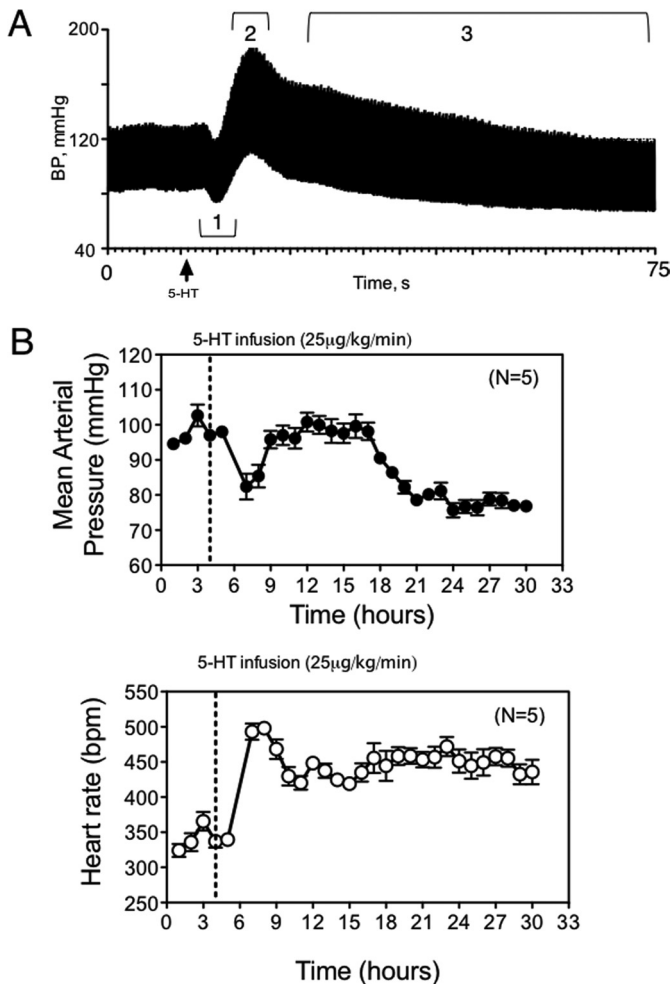 A
200
2
3
BP, mmHg
120
1
40
0
75
5-HT
Time, s
B
5-HT infusion (25μg/kg/min)
120
110
100
90
80
70
60
(N=5)
Mean Arterial
Pressure (mmHg)
0 3 6 9 12 15 18 21 24 27 30 33
Time (hours)
5-HT infusion (25μg/kg/min)
550
500
450
400
350
300
250
(N=5)
Heart rate (bpm)
0 3 6 9 12 15 18 21 24 27 30 33
Time (hours)